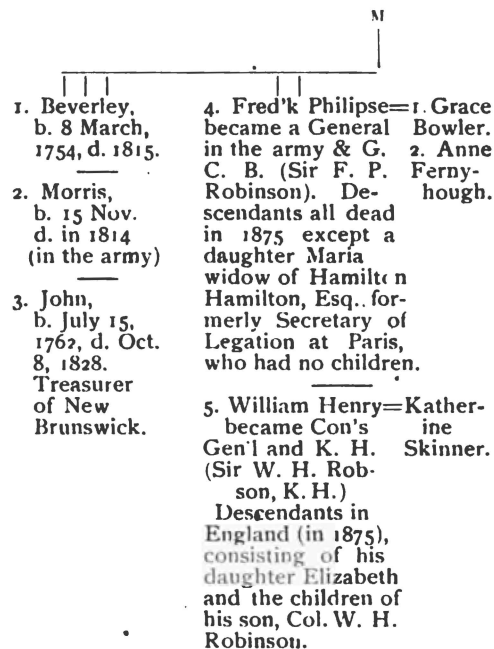 M
1. Beverley,
b. 8 March,
1754, d. 1815.
2. Morris,
b. 15 Nov.
d. in 1814
(in the army)
3. John,
b. July 15,
1762, d. Oct.
8, 1828.
Treasurer
of New
Brunswick.
4. Fred'k Philipse=1. Grace
became a General Bowler.
in the army & G. 2. Anne
C. B. (Sir F. P. Ferny-
Robinson). De- hough.
scendants all dead
in 1875 except a
daughter Maria
widow of Hamilton
Hamilton, Esq.. for-
merly Secretary of
Legation at Paris,
who had no children.
5. William Henry=Kather-
became Con's ine
Gen'l and K. H. Skinner.
(Sir W. H. Rob-
son, K. H.)
Descendants in
England (in 1875),
consisting of his
daughter Elizabeth
and the children of
his son, Col. W. H.
Robinson.